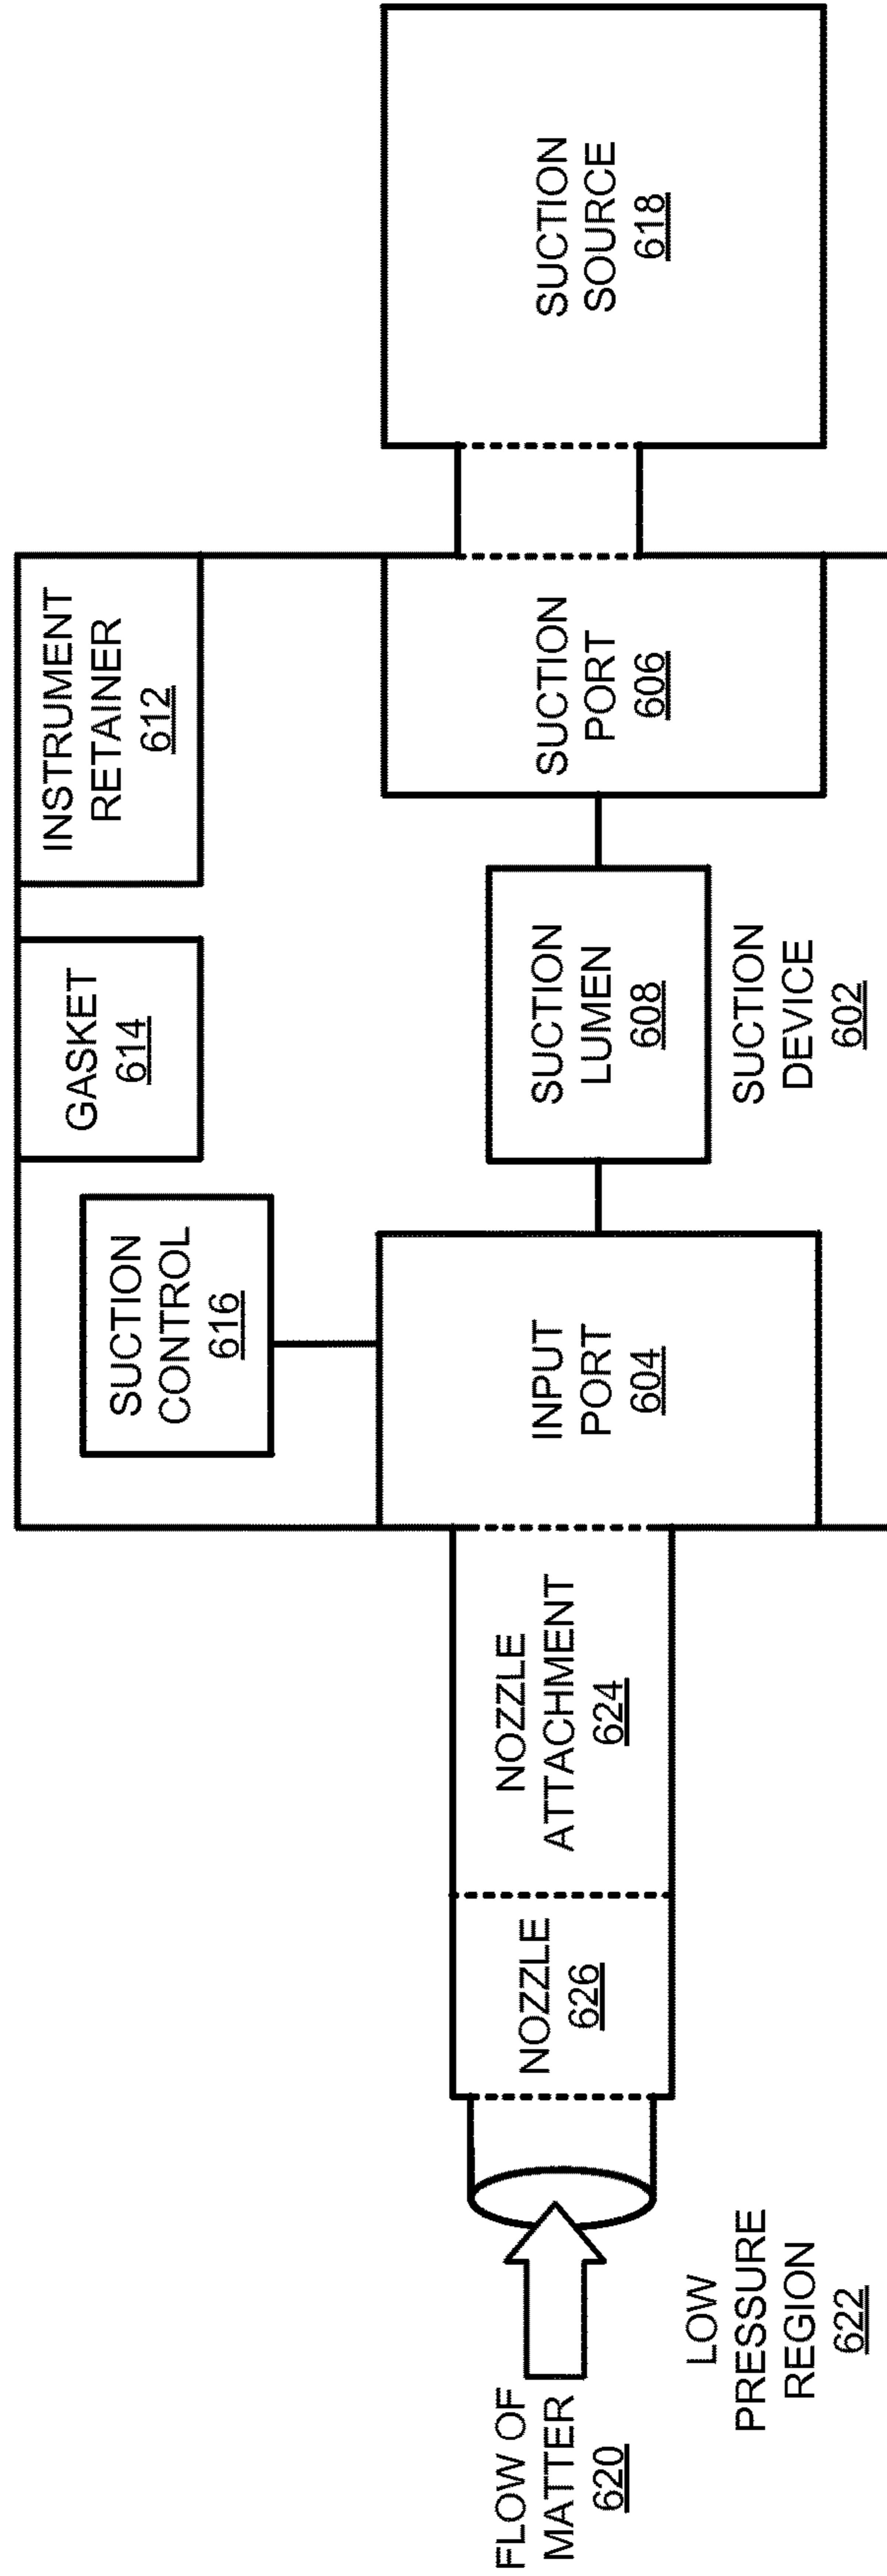 INSTRUMENT
RETAINER
612
GASKET
614
SUCTION
CONTROL
616
FLOW OF
MATTER
620
NOZZLE
626
NOZZLE
ATTACHMENT
624
INPUT
PORT
604
SUCTION
LUMEN
608
SUCTION
PORT
606
SUCTION
SOURCE
618
LOW
PRESSURE
REGION
622
SUCTION
DEVICE
602